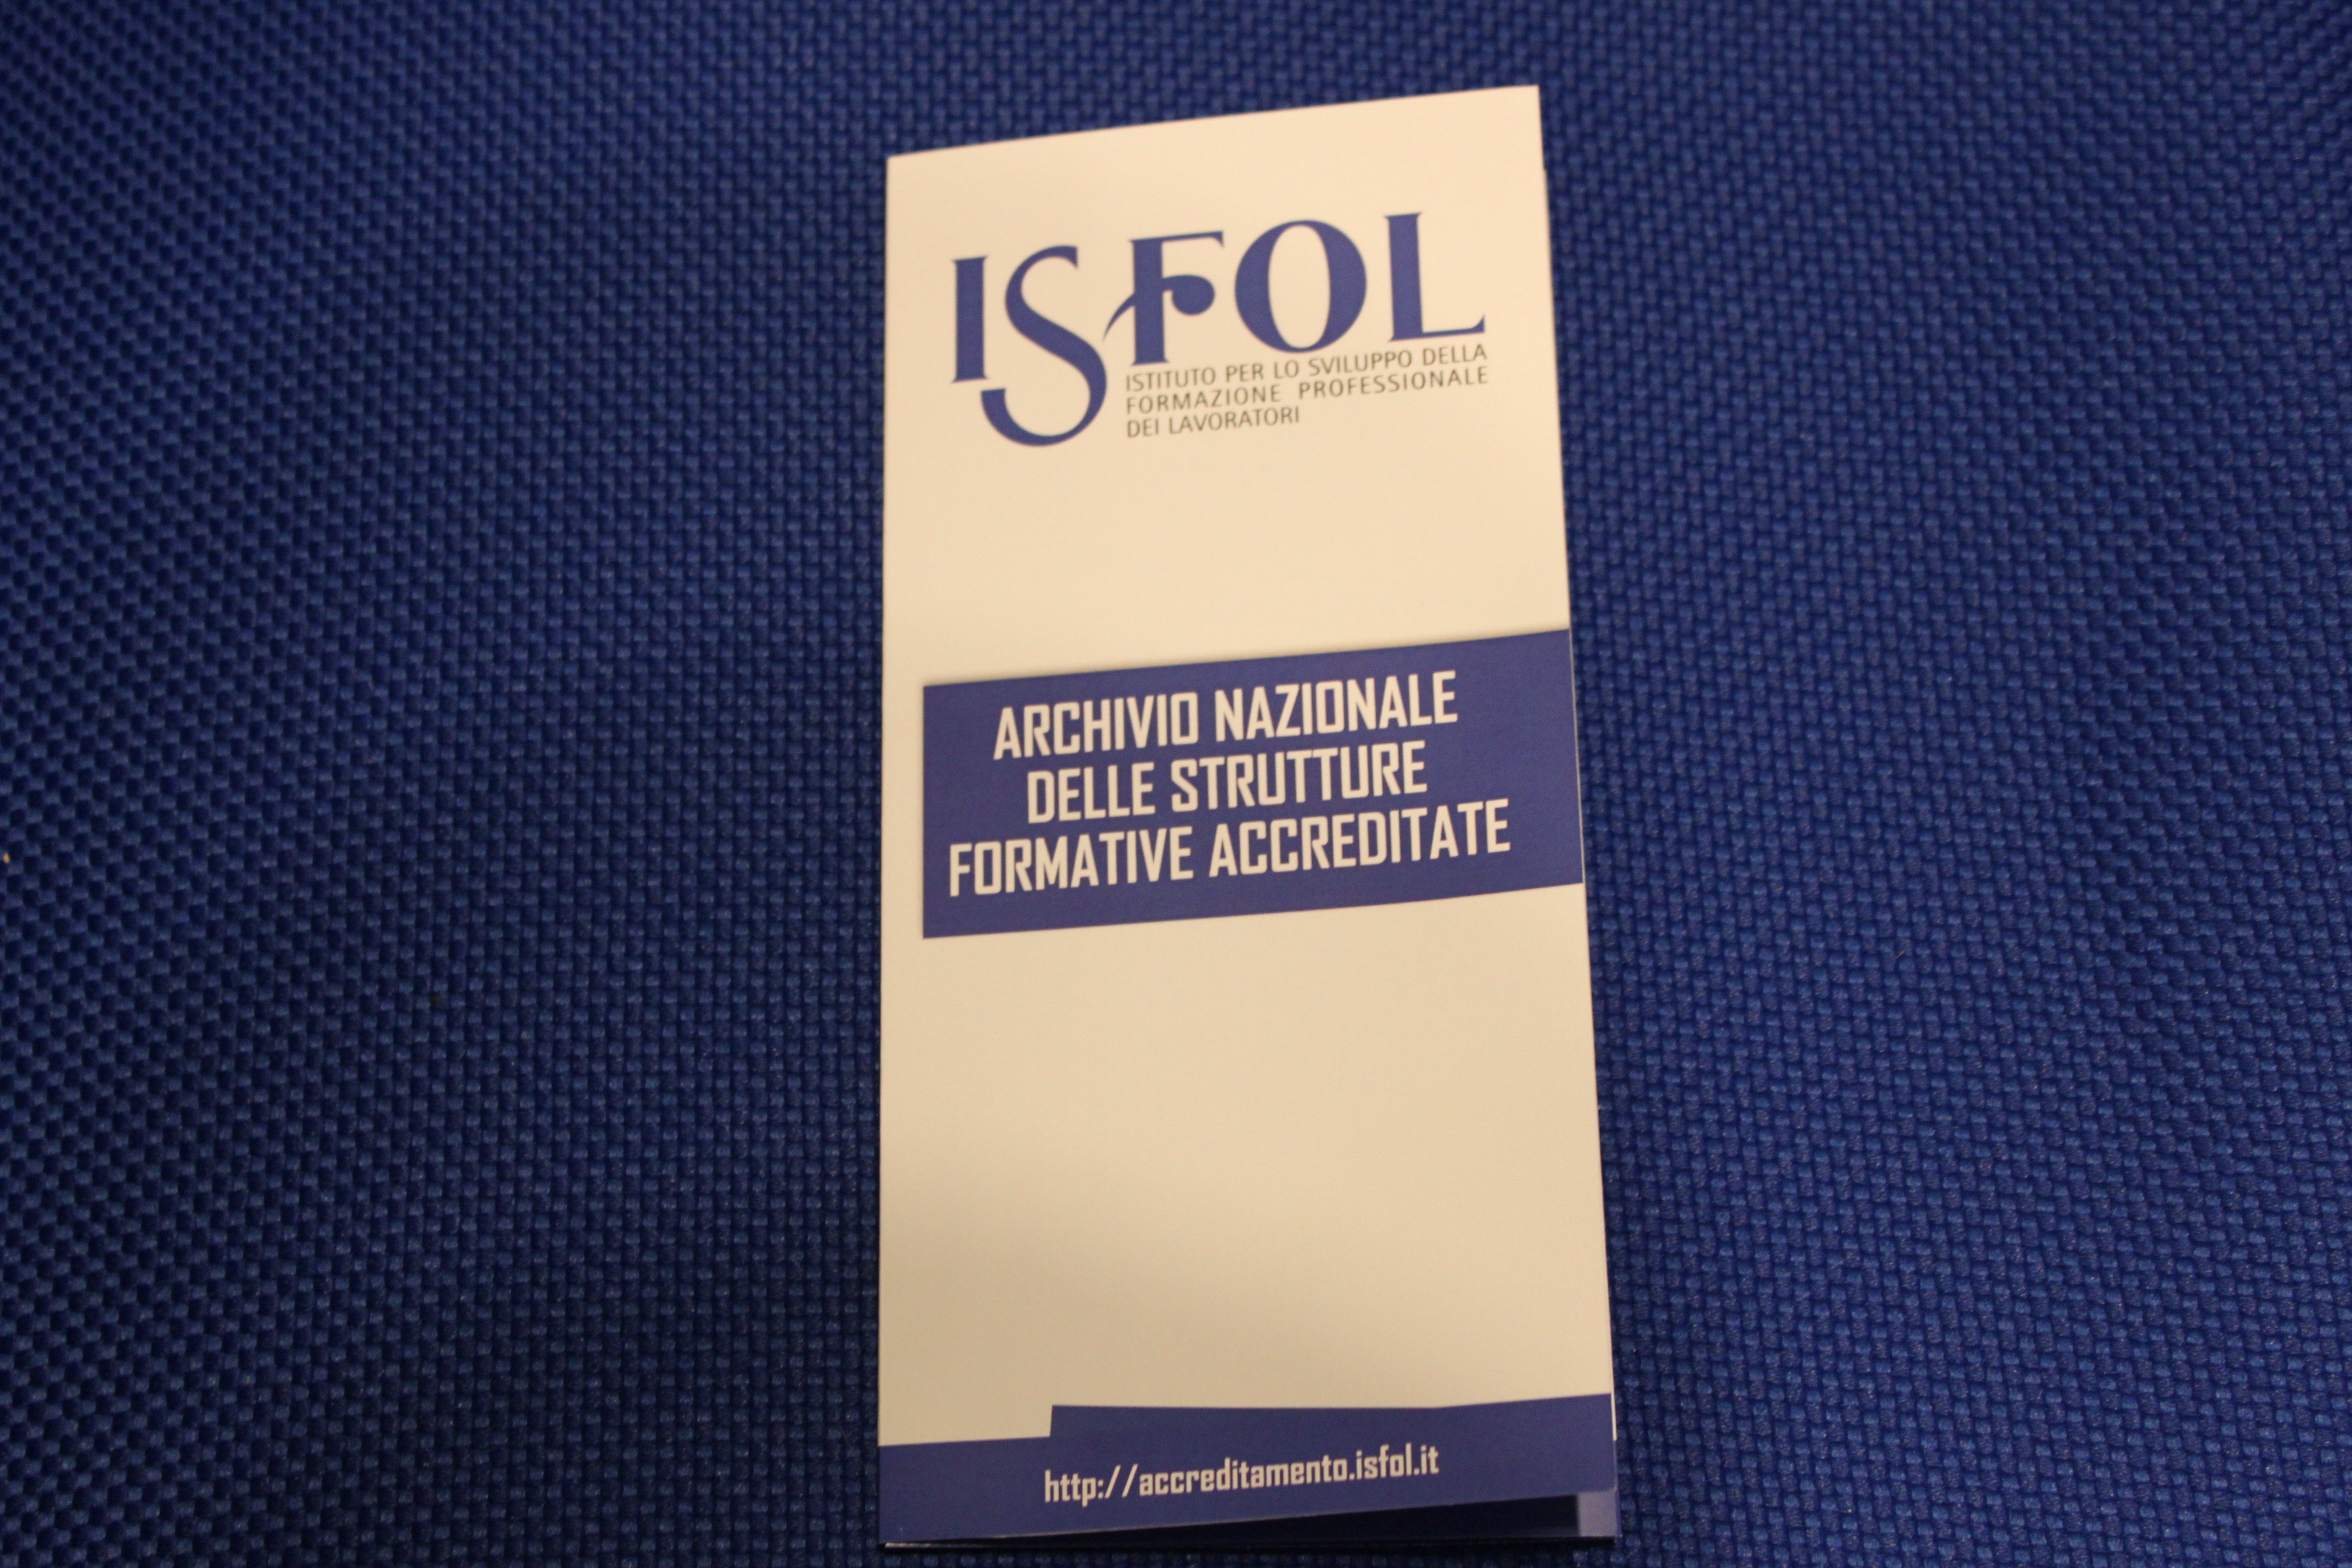 ISFOL
ISTITUTO PER LO SVILUPPO DELLA
FORMAZIONE PROFESSIONALE
DEI LAVORATORI
ARCHIVIO NAZIONALE
DELLE STRUTTURE
FORMATIVE ACCREDITATE
http://accreditamento.isfol.it